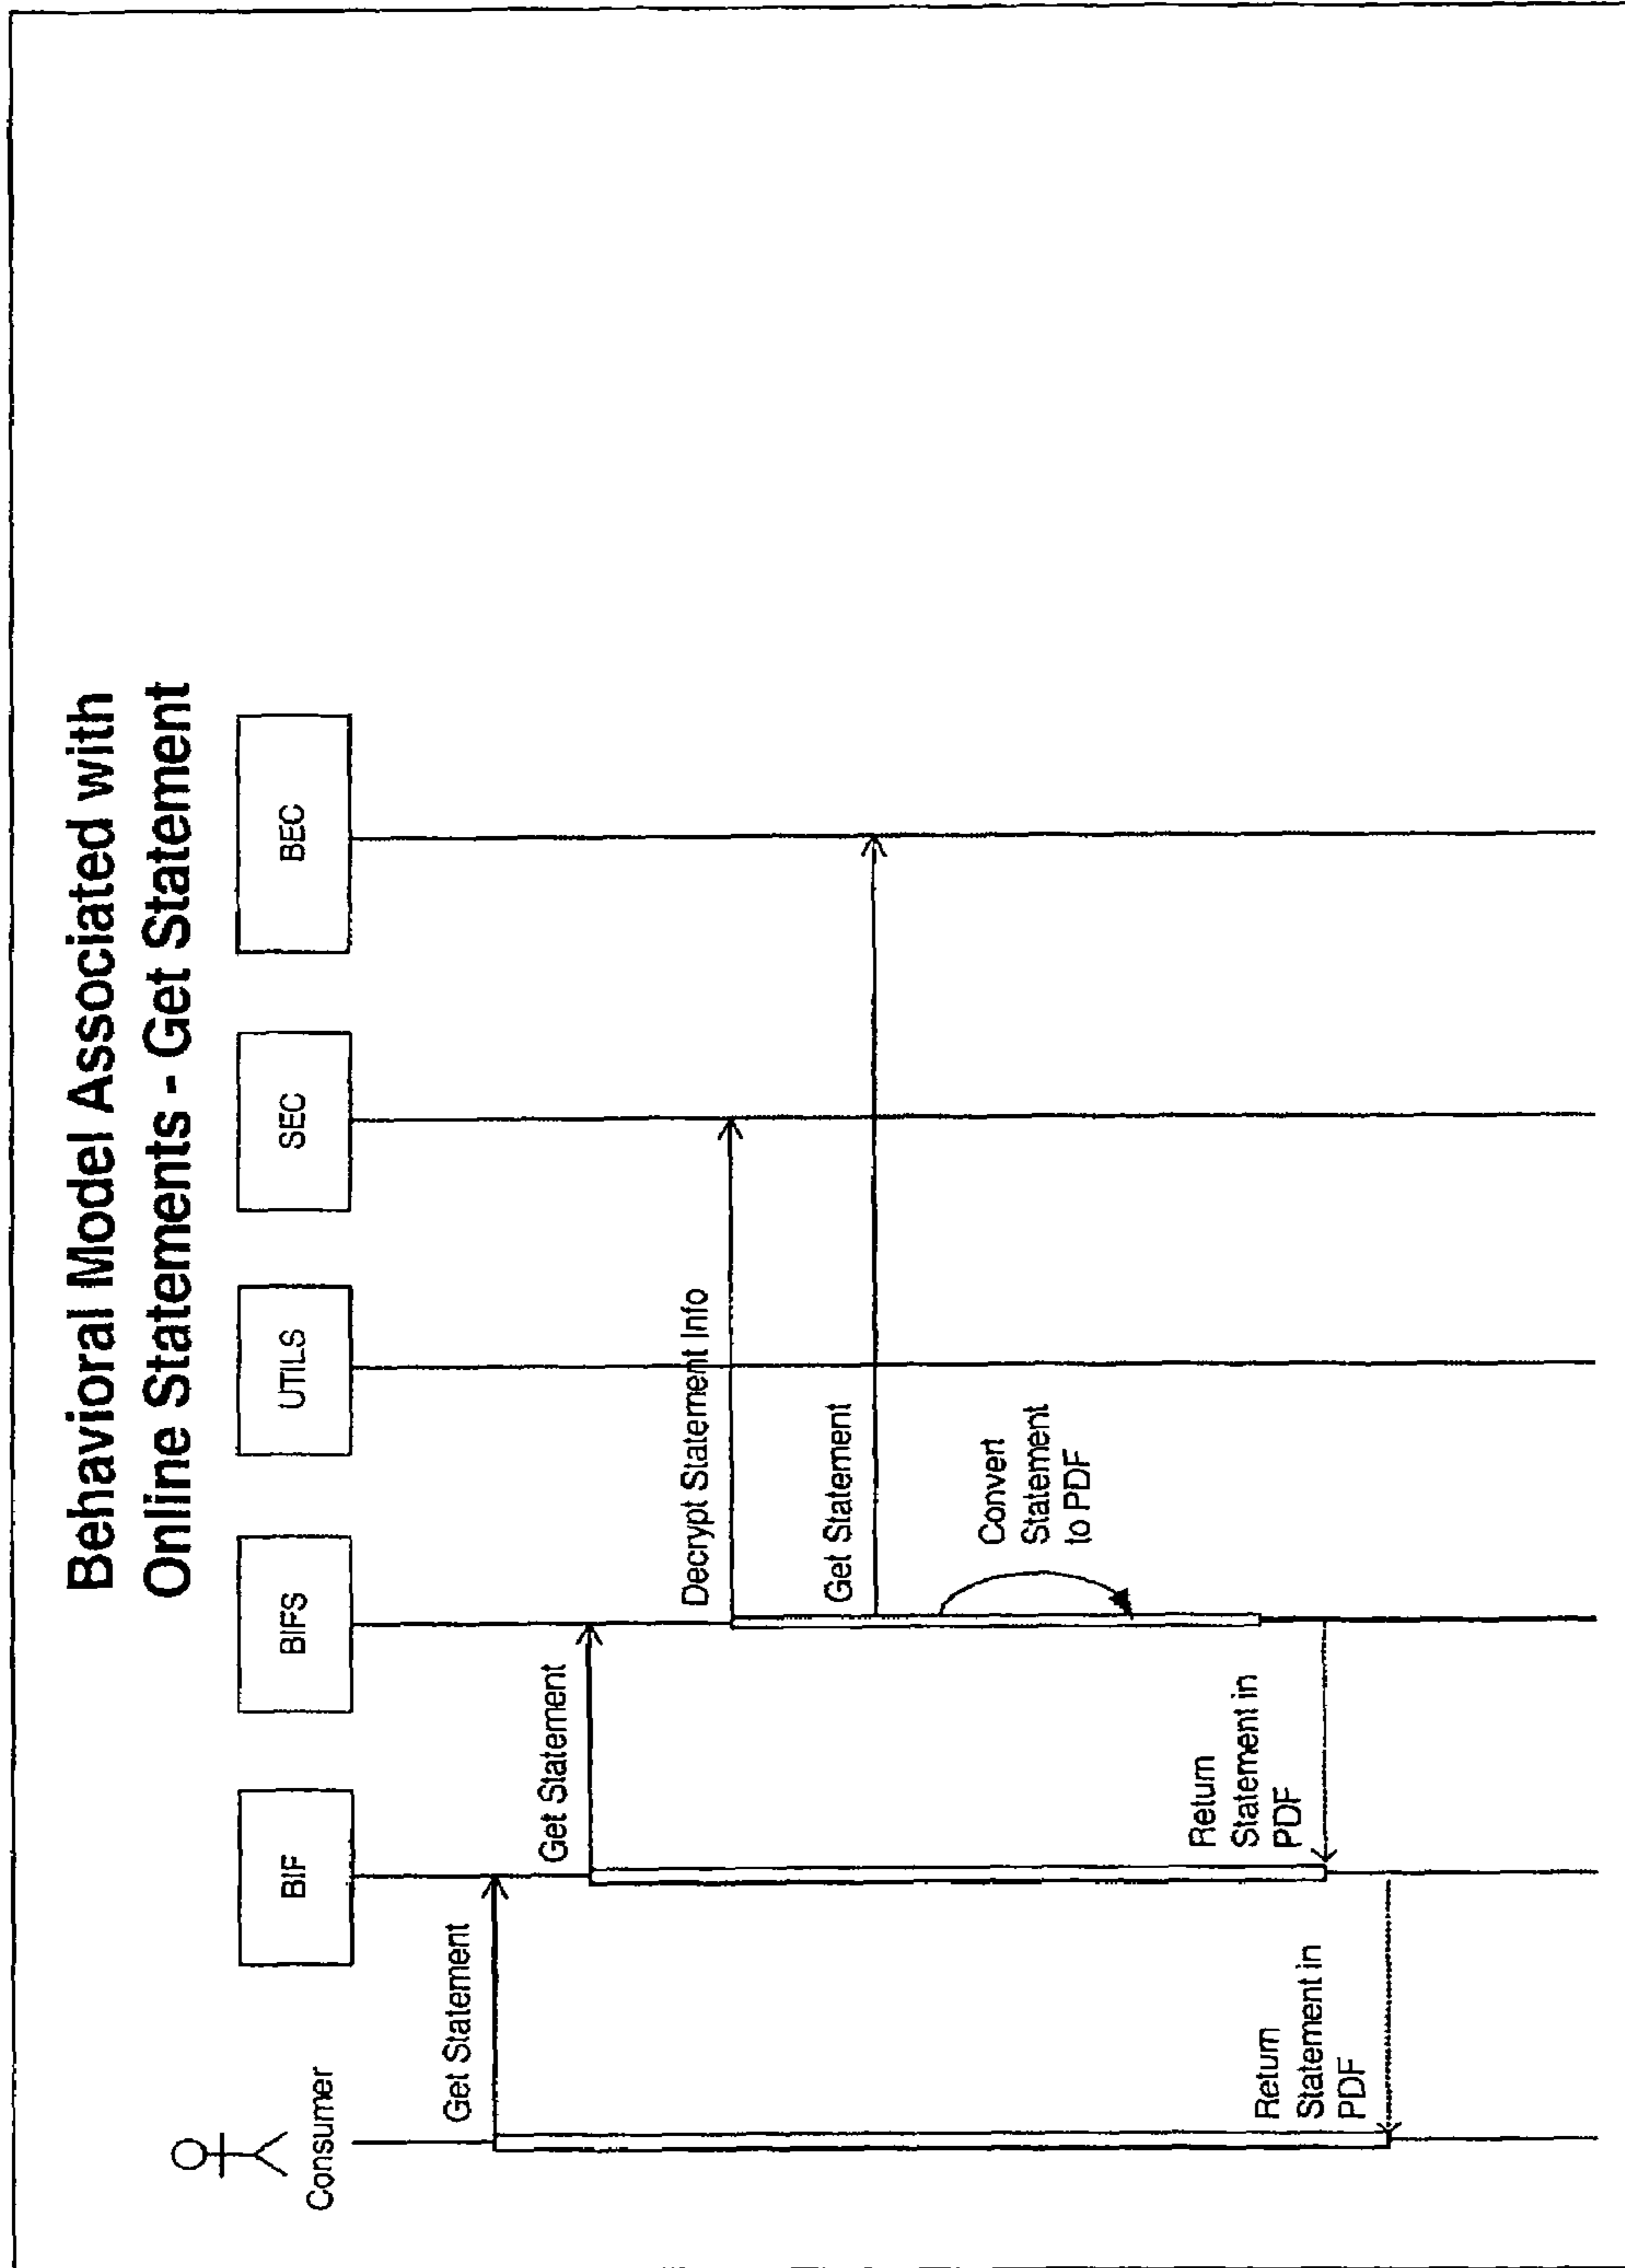 Behavioral Model Associated with
Online Statements - Get Statement
Consumer
BIF
BIFS
UTILS
SEC
BEC
Get Statement
Get Statement
Decrypt Statement Info
Get Statement
Convert
Statement
to PDF
Return
Statement in
PDF
Return
Statement in
PDF